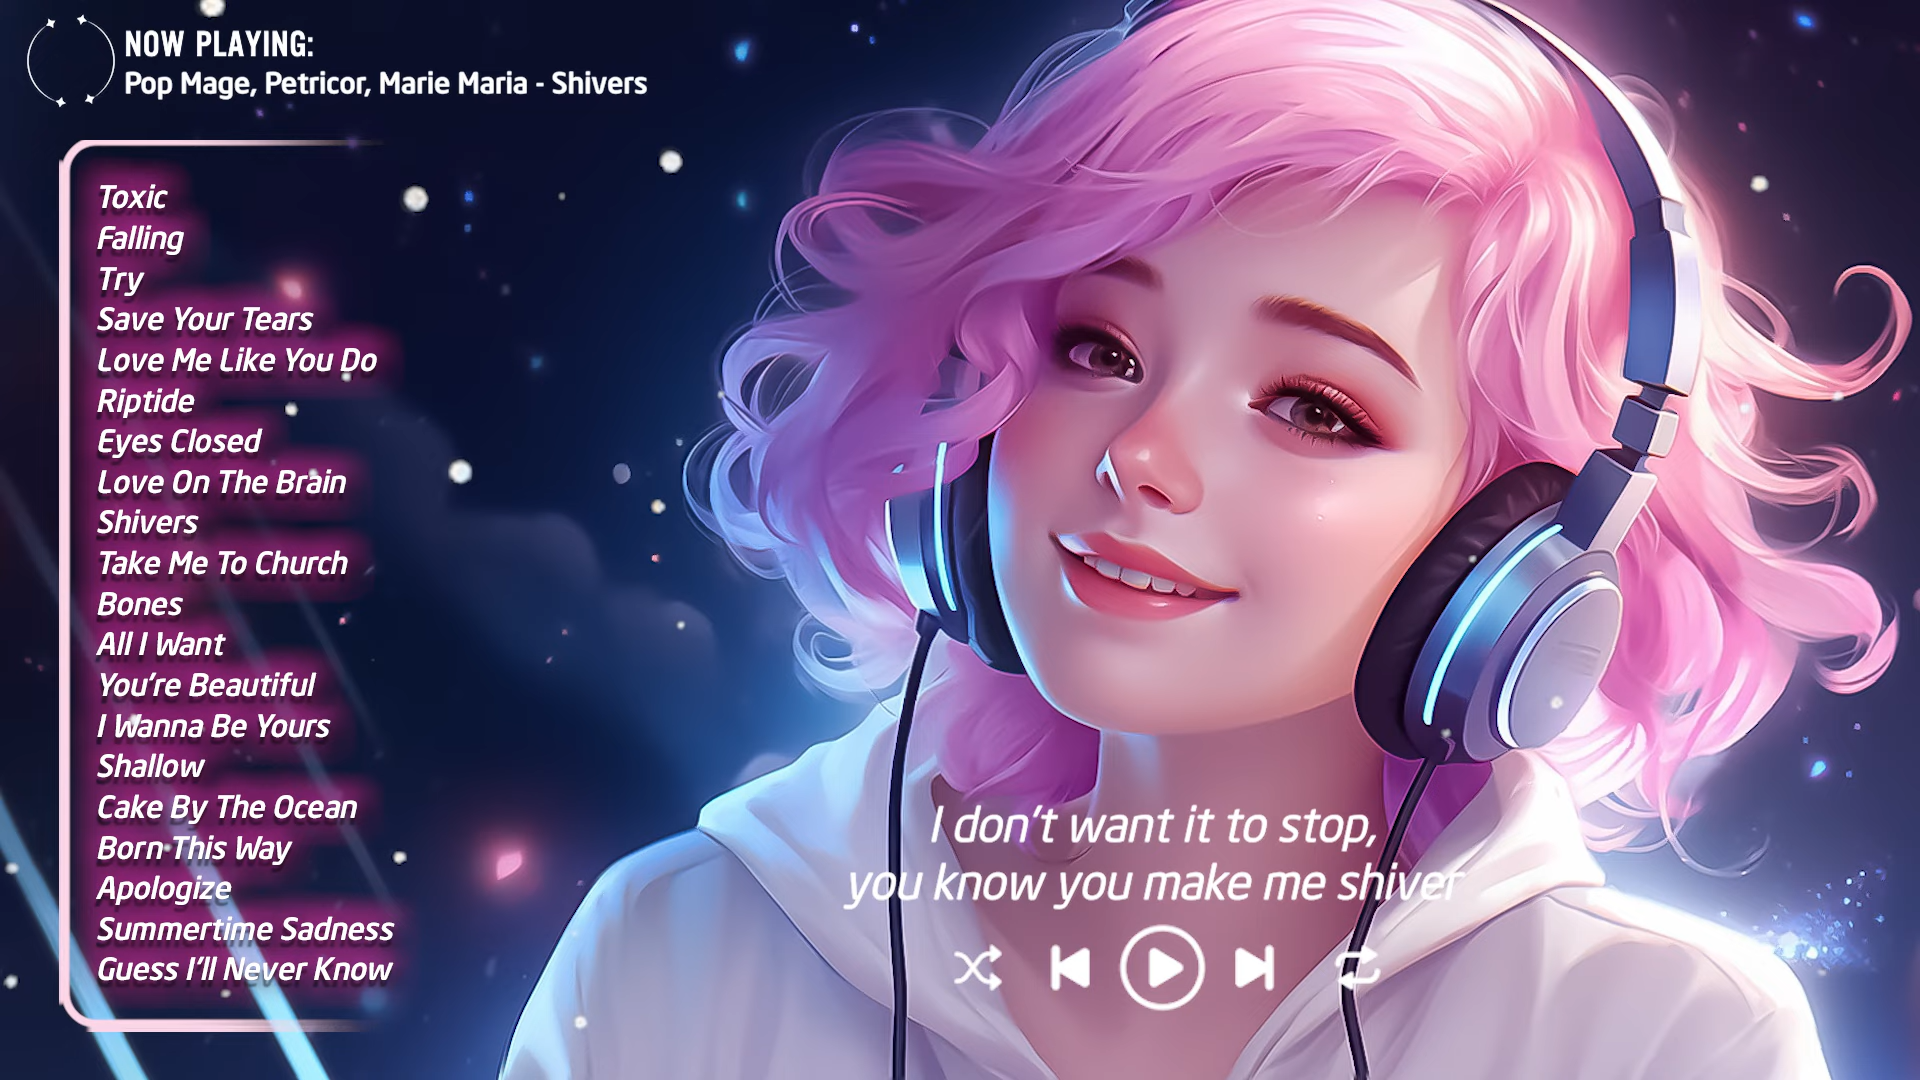 NOW PLAYING:
Pop Mage, Petricor, Marie Maria - Shivers
Toxic
Falling
Try
Save Your Tears
Love Me Like You Do
Riptide
Eyes Closed
Love On The Brain
Shivers
Take Me To Church
Bones
All I Want
You're Beautiful
I Wanna Be Yours
Shallow
Cake By The Ocean
Born This Way
Apologize
Summertime Sadness
Guess I'll Never Know
I don't want it to stop,
you know you make me shiver